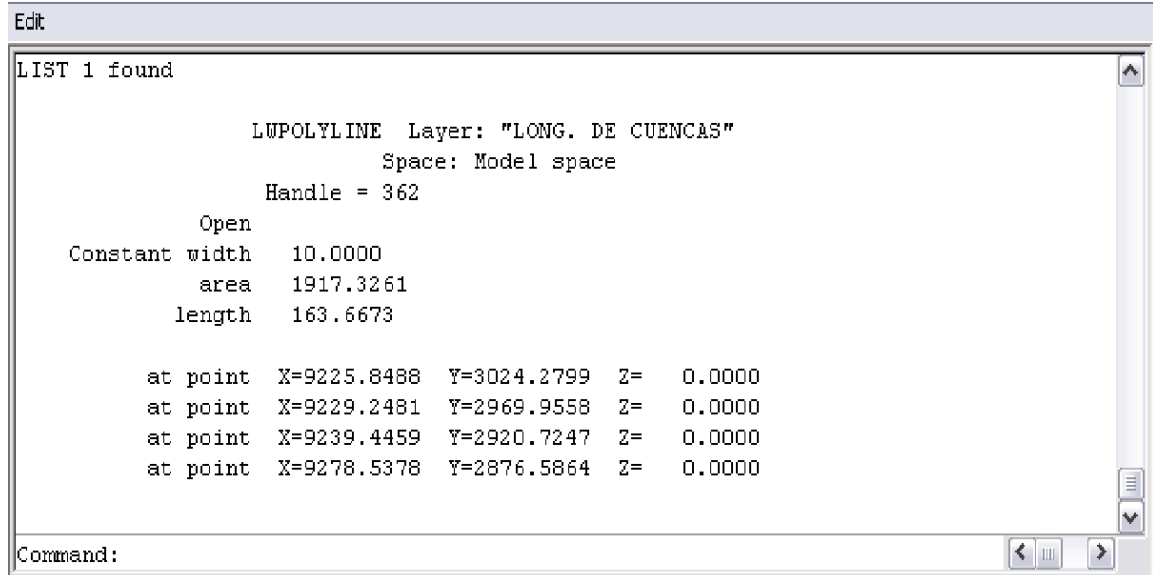 Edit
LIST 1 found
LWPOLYLINE Layer: "LONG. DE CUENCAS"
Space: Model space
Handle = 362
Open
Constant width 10.0000
area 1917.3261
length 163.6673
at point X=9225.8488 Y=3024.2799 Z= 0.0000
at point X=9229.2481 Y=2969.9558 Z= 0.0000
at point X=9239.4459 Y=2920.7247 Z= 0.0000
at point X=9278.5378 Y=2876.5864 Z= 0.0000
Command: